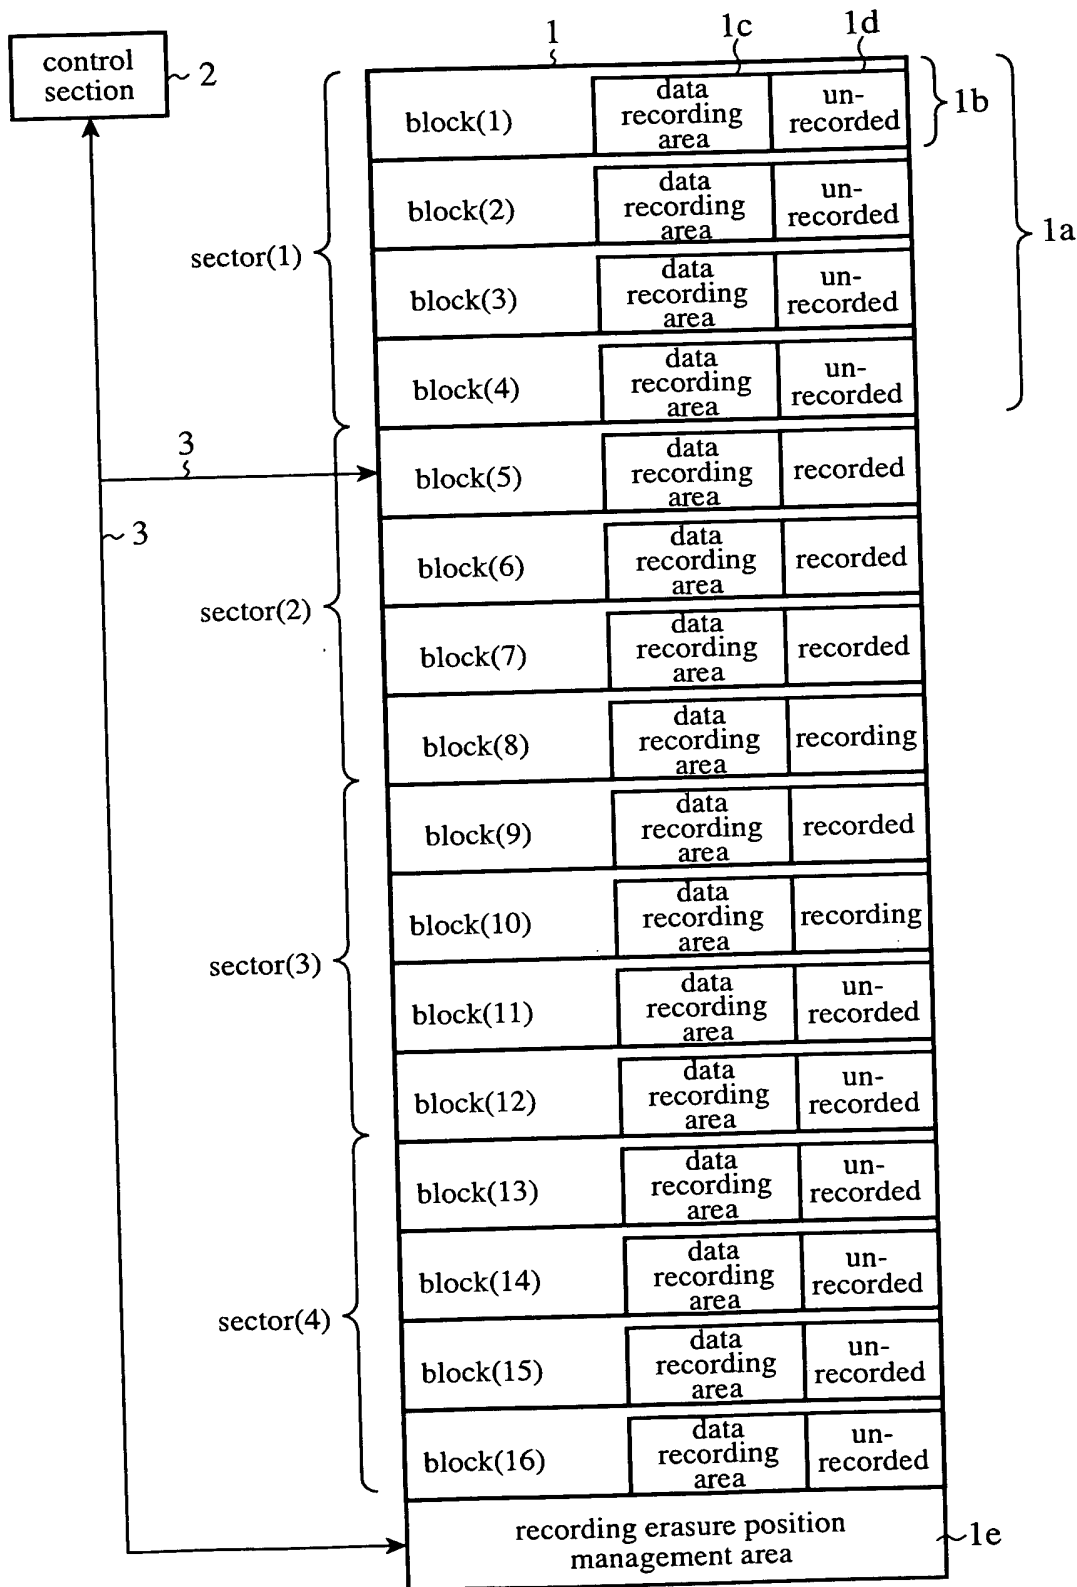 control
section
2
1
1c
1d
1b
1a
block(1)
data
recording
area
un-
recorded
block(2)
data
recording
area
un-
recorded
sector(1)
block(3)
data
recording
area
un-
recorded
block(4)
data
recording
area
un-
recorded
3
block(5)
data
recording
area
recorded
3
block(6)
data
recording
area
recorded
sector(2)
block(7)
data
recording
area
recorded
block(8)
data
recording
area
recording
block(9)
data
recording
area
recorded
block(10)
data
recording
area
recording
sector(3)
block(11)
data
recording
area
un-
recorded
block(12)
data
recording
area
un-
recorded
block(13)
data
recording
area
un-
recorded
block(14)
data
recording
area
un-
recorded
sector(4)
block(15)
data
recording
area
un-
recorded
block(16)
data
recording
area
un-
recorded
recording erasure position
management area
1e